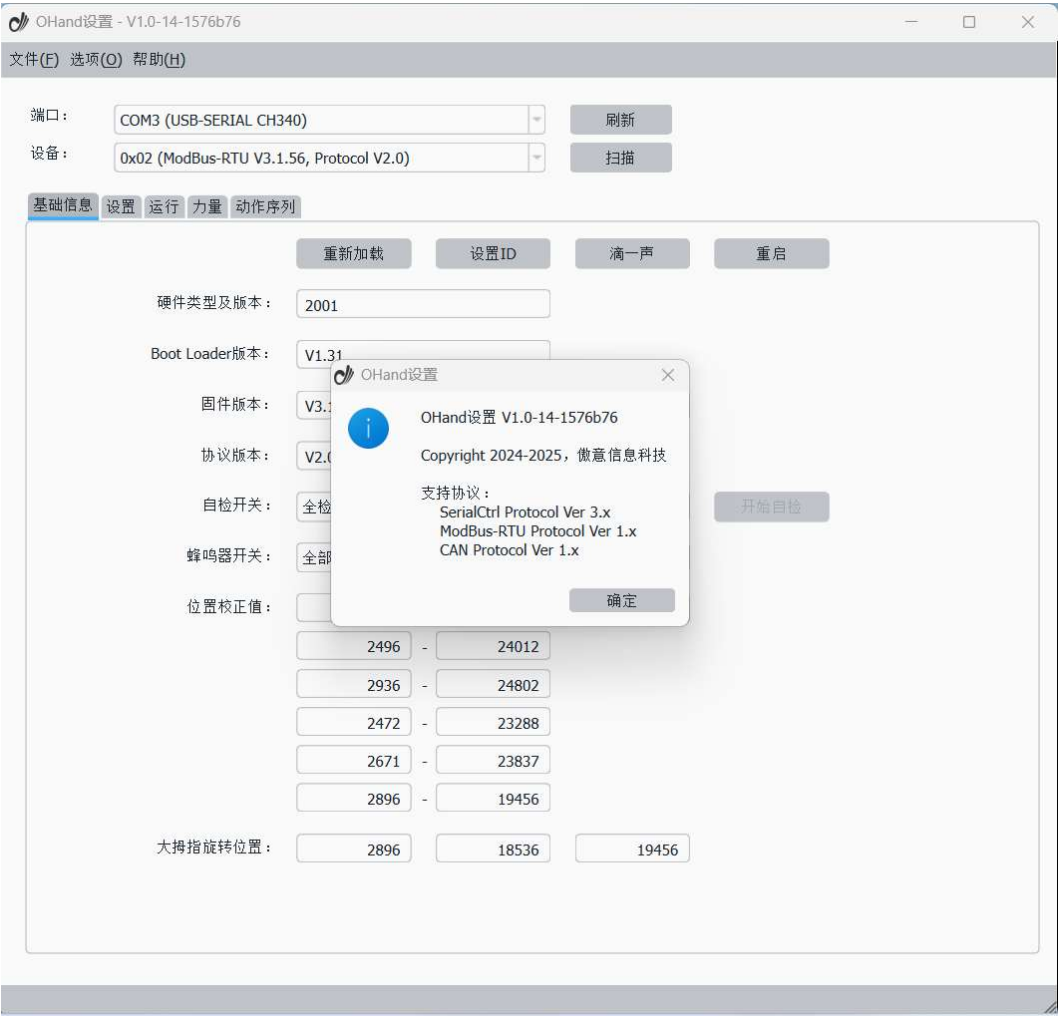 OHand设置 - V1.0-14-1576b76
文件(F) 选项(O) 帮助(H)
端口： COM3 (USB-SERIAL CH340) 刷新
设备： 0x02 (ModBus-RTU V3.1.56, Protocol V2.0) 扫描
基础信息 设置 运行 力量 动作序列
重新加载 设置ID 滴一声 重启
硬件类型及版本： 2001
Boot Loader版本： V1.31
固件版本： V3.1
协议版本： V2.0
自检开关： 全检 开始自检
蜂鸣器开关： 全部
位置校正值：
OHand设置
OHand设置 V1.0-14-1576b76
Copyright 2024-2025，傲意信息科技
支持协议：
SerialCtrl Protocol Ver 3.x
ModBus-RTU Protocol Ver 1.x
CAN Protocol Ver 1.x
确定
2496 - 24012
2936 - 24802
2472 - 23288
2671 - 23837
2896 - 19456
大拇指旋转位置： 2896 18536 19456